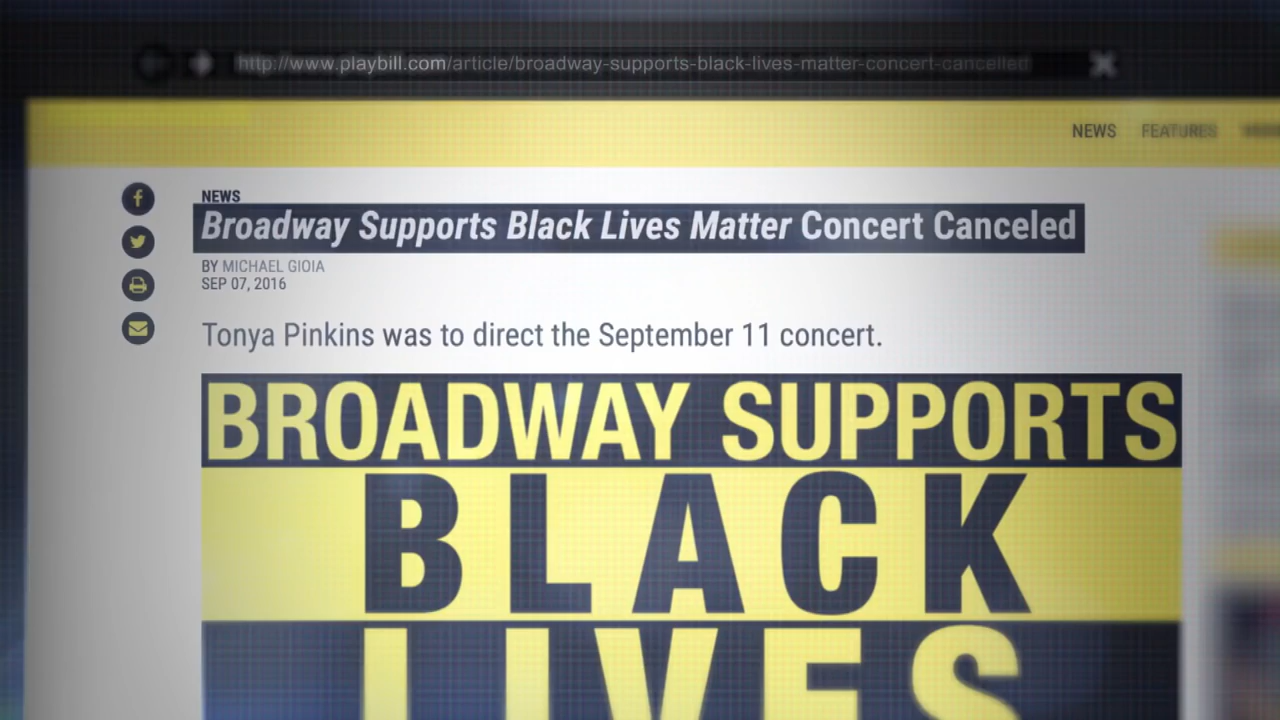 http://www.playbill.com/article/broadway-supports-black-lives-matter-concert-cancelled
NEWS FEATURES
NEWS
Broadway Supports Black Lives Matter Concert Canceled
BY MICHAEL GIOIA
SEP 07, 2016
Tonya Pinkins was to direct the September 11 concert.
BROADWAY SUPPORTS
BLACK
LIVES